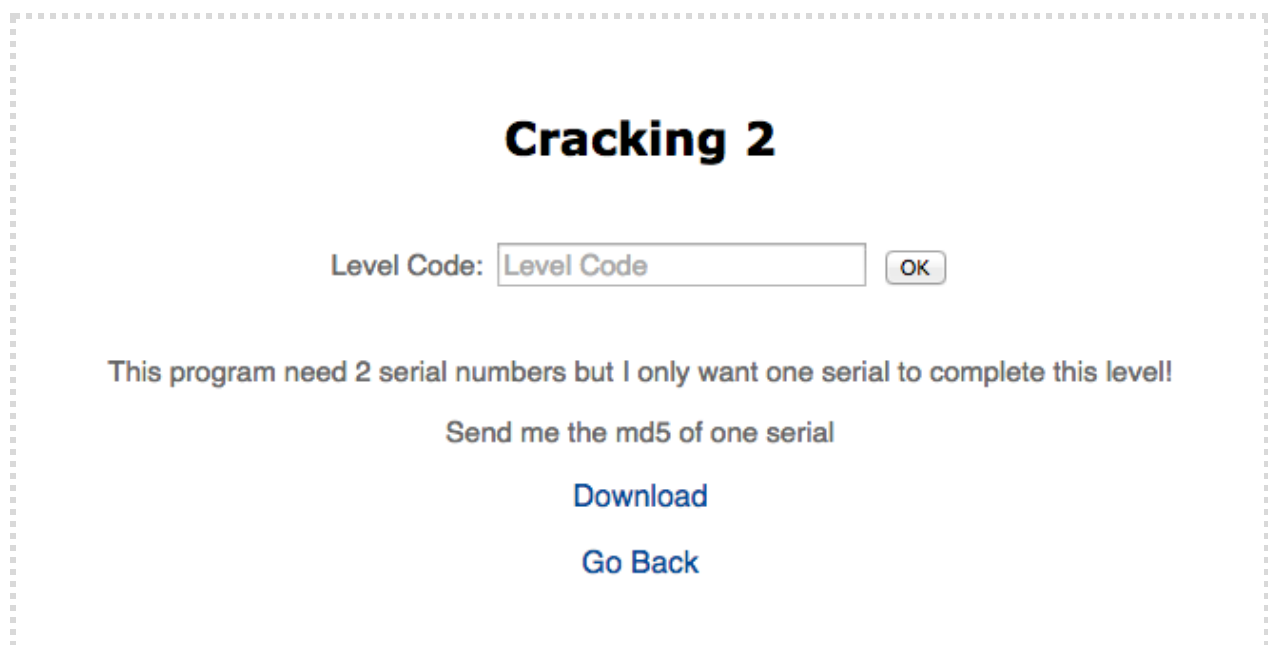 Cracking 2
Level Code: Level Code OK
This program need 2 serial numbers but I only want one serial to complete this level!
Send me the md5 of one serial
Download
Go Back